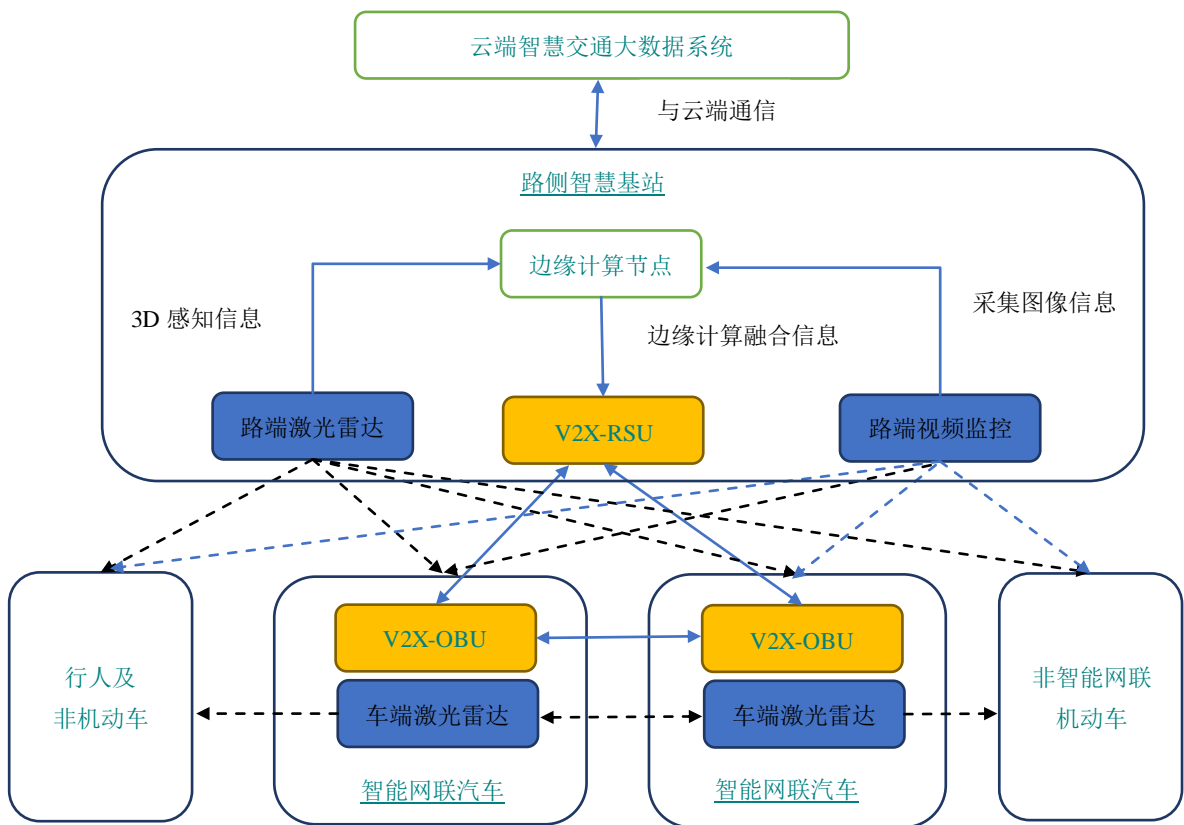 云端智慧交通大数据系统
与云端通信
路侧智慧基站
边缘计算节点
3D 感知信息
采集图像信息
边缘计算融合信息
路端激光雷达
V2X-RSU
路端视频监控
V2X-OBU
V2X-OBU
行人及
非机动车
车端激光雷达
车端激光雷达
非智能网联
机动车
智能网联汽车
智能网联汽车